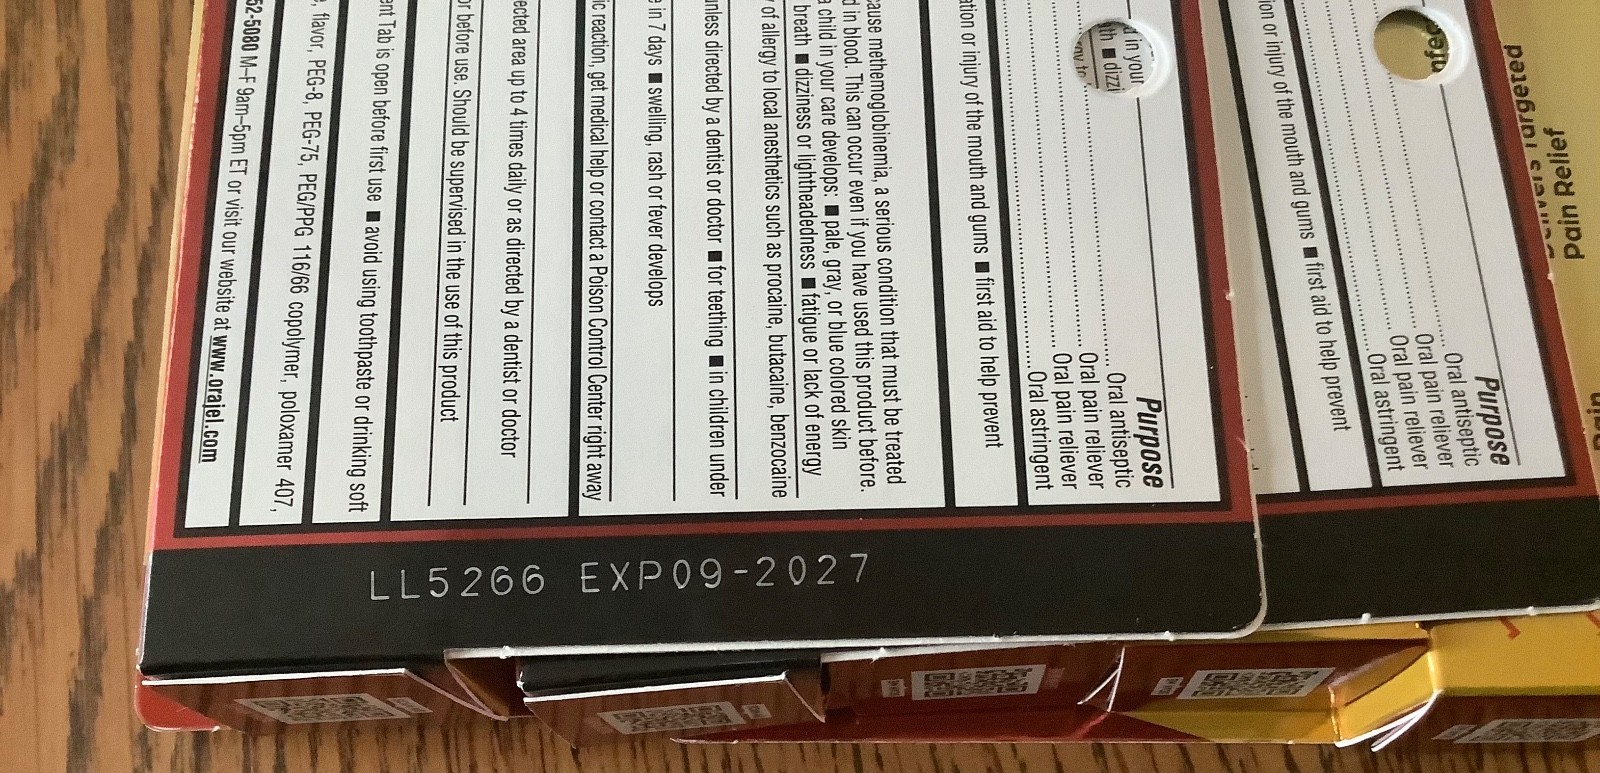 Purpose
Oral antiseptic
Oral pain reliever
Oral pain reliever
Oral astringent
injury of the mouth and gums ■ first aid to help prevent
cause methemoglobinemia, a serious condition that must be treated
in blood. This can occur even if you have used this product before.
child in your care develops: ■ pale, gray, or blue colored skin
breath ■ dizziness or lightheadedness ■ fatigue or lack of energy
of allergy to local anesthetics such as procaine, butacaine, benzocaine
unless directed by a dentist or doctor ■ for teething ■ in children under
in 7 days ■ swelling, rash or fever develops
reaction, get medical help or contact a Poison Control Center right away
area up to 4 times daily or as directed by a dentist or doctor
or before use. Should be supervised in the use of this product
Tab is open before first use ■ avoid using toothpaste or drinking soft
flavor, PEG-8, PEG-75, PEG/PPG 116/66 copolymer, poloxamer 407,
52-5080 M–F 9am–5pm ET or visit our website at www.orajel.com
LL5266 EXP09-2027
in your
■ dizzi
Purpose
Oral antiseptic
Oral pain reliever
Oral pain reliever
Oral astringent
or injury of the mouth and gums ■ first aid to help prevent
Targeted
Pain Relief